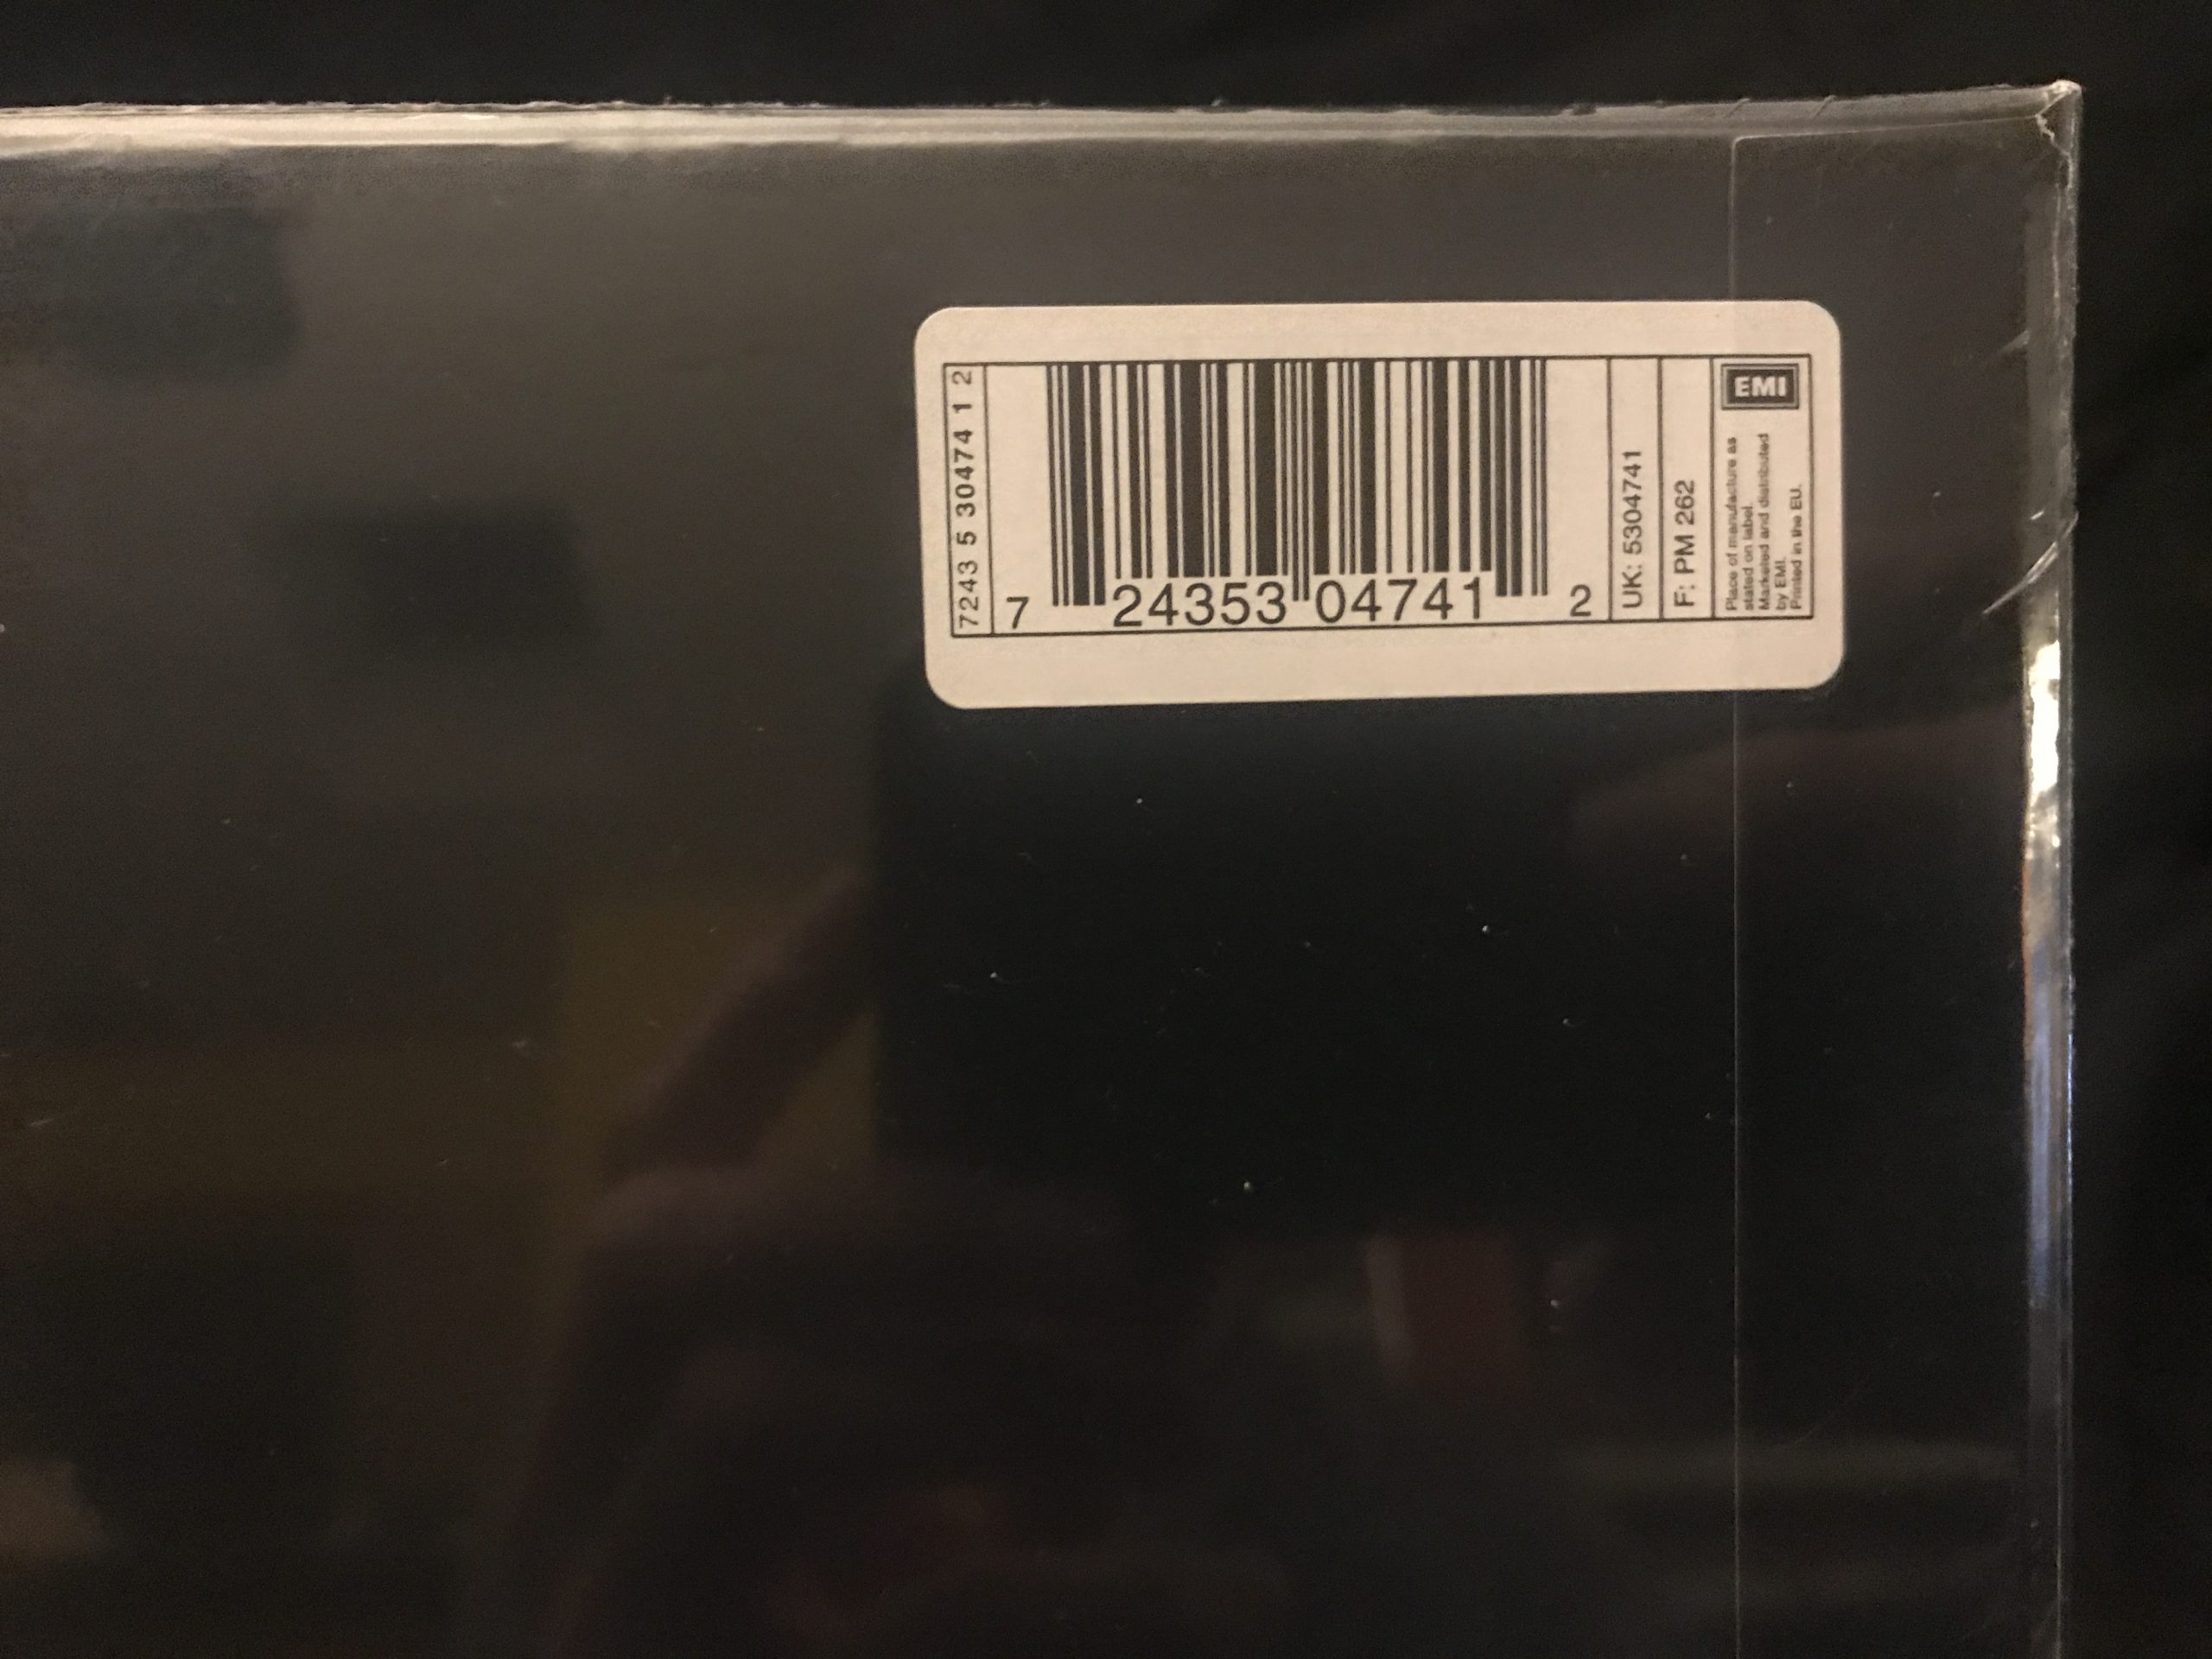 7243 5 30474 1 2
7 24353 04741 2
UK: 5304741
F: PM 262
EMI
Place of manufacture as
stated on label.
Marketed and distributed
by EMI.
Printed in the EU.